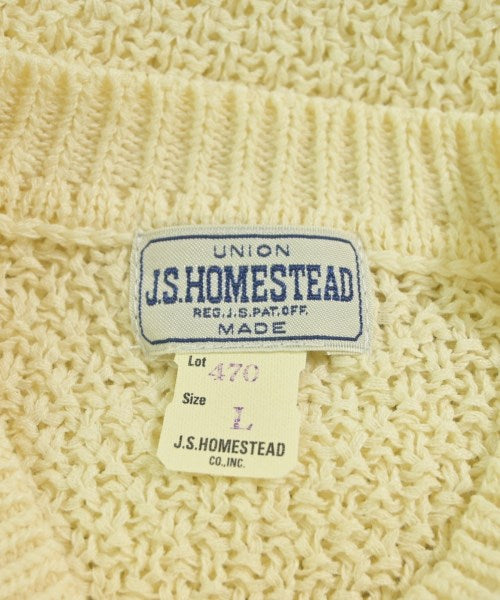 UNION
J.S.HOMESTEAD
REG.J.S.PAT.OFF.
MADE
Lot 470
Size L
J.S.HOMESTEAD
CO.,INC.